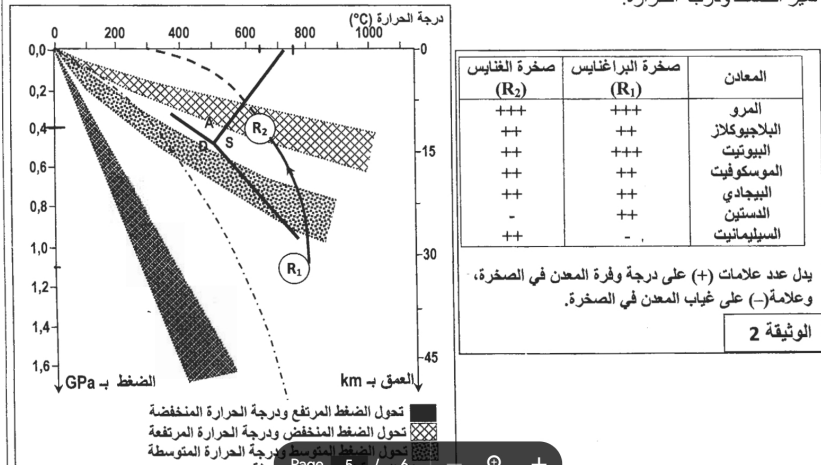 درجة الحرارة (°C)
0 200 400 600 800 1000
0,0
0,2
0,4
0,6
0,8
1,0
1,2
1,4
1,6
0
15
30
45
A
D
S
R₂
R₁
الضغط بـ GPa
العمق بـ km
تحول الضغط المرتفع ودرجة الحرارة المنخفضة
تحول الضغط المنخفض ودرجة الحرارة المرتفعة
تحول الضغط المتوسط ودرجة الحرارة المتوسطة
المعادن صخرة البراغنايس (R₁) صخرة الغنايس (R₂)
المرو +++ +++
البلاجيوكلاز ++ ++
البيوتيت +++ ++
الموسكوفيت ++ ++
البيجادي ++ ++
الدستين ++ -
السيليمانيت - ++
يدل عدد علامات (+) على درجة وفرة المعدن في الصخرة،
وعلامة (–) على غياب المعدن في الصخرة.
الوثيقة 2
Page 5 / 6